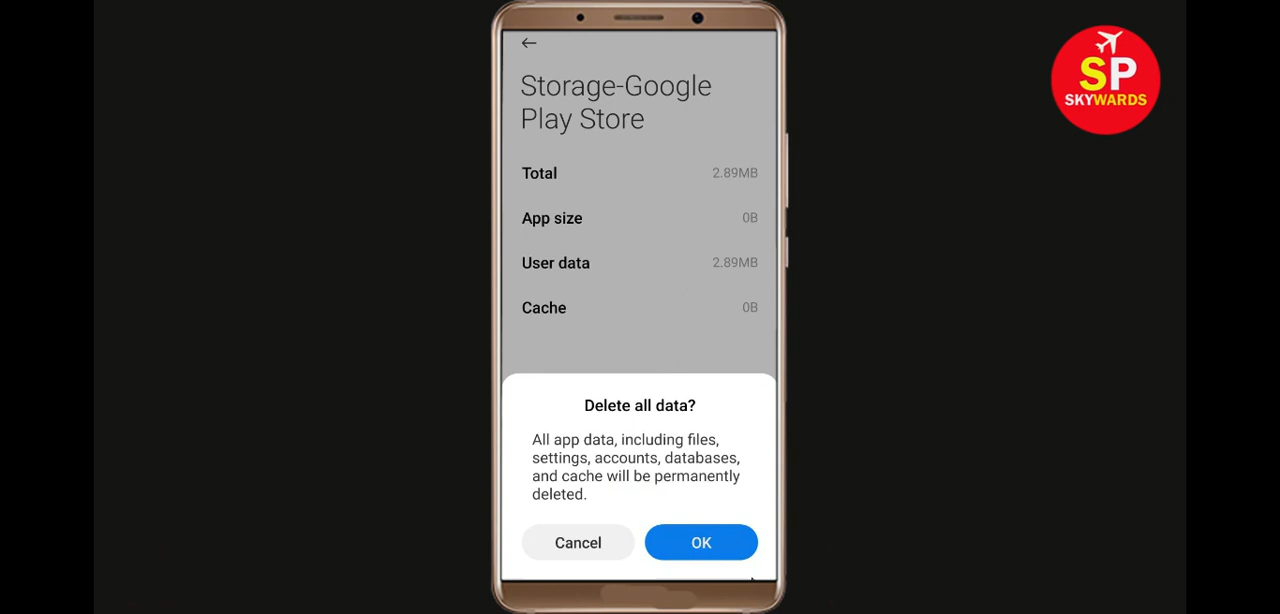 Storage-Google
Play Store
Total 2.89MB
App size 0B
User data 2.89MB
Cache 0B
Delete all data?
All app data, including files,
settings, accounts, databases,
and cache will be permanently
deleted.
Cancel OK
SP
SKYWARDS